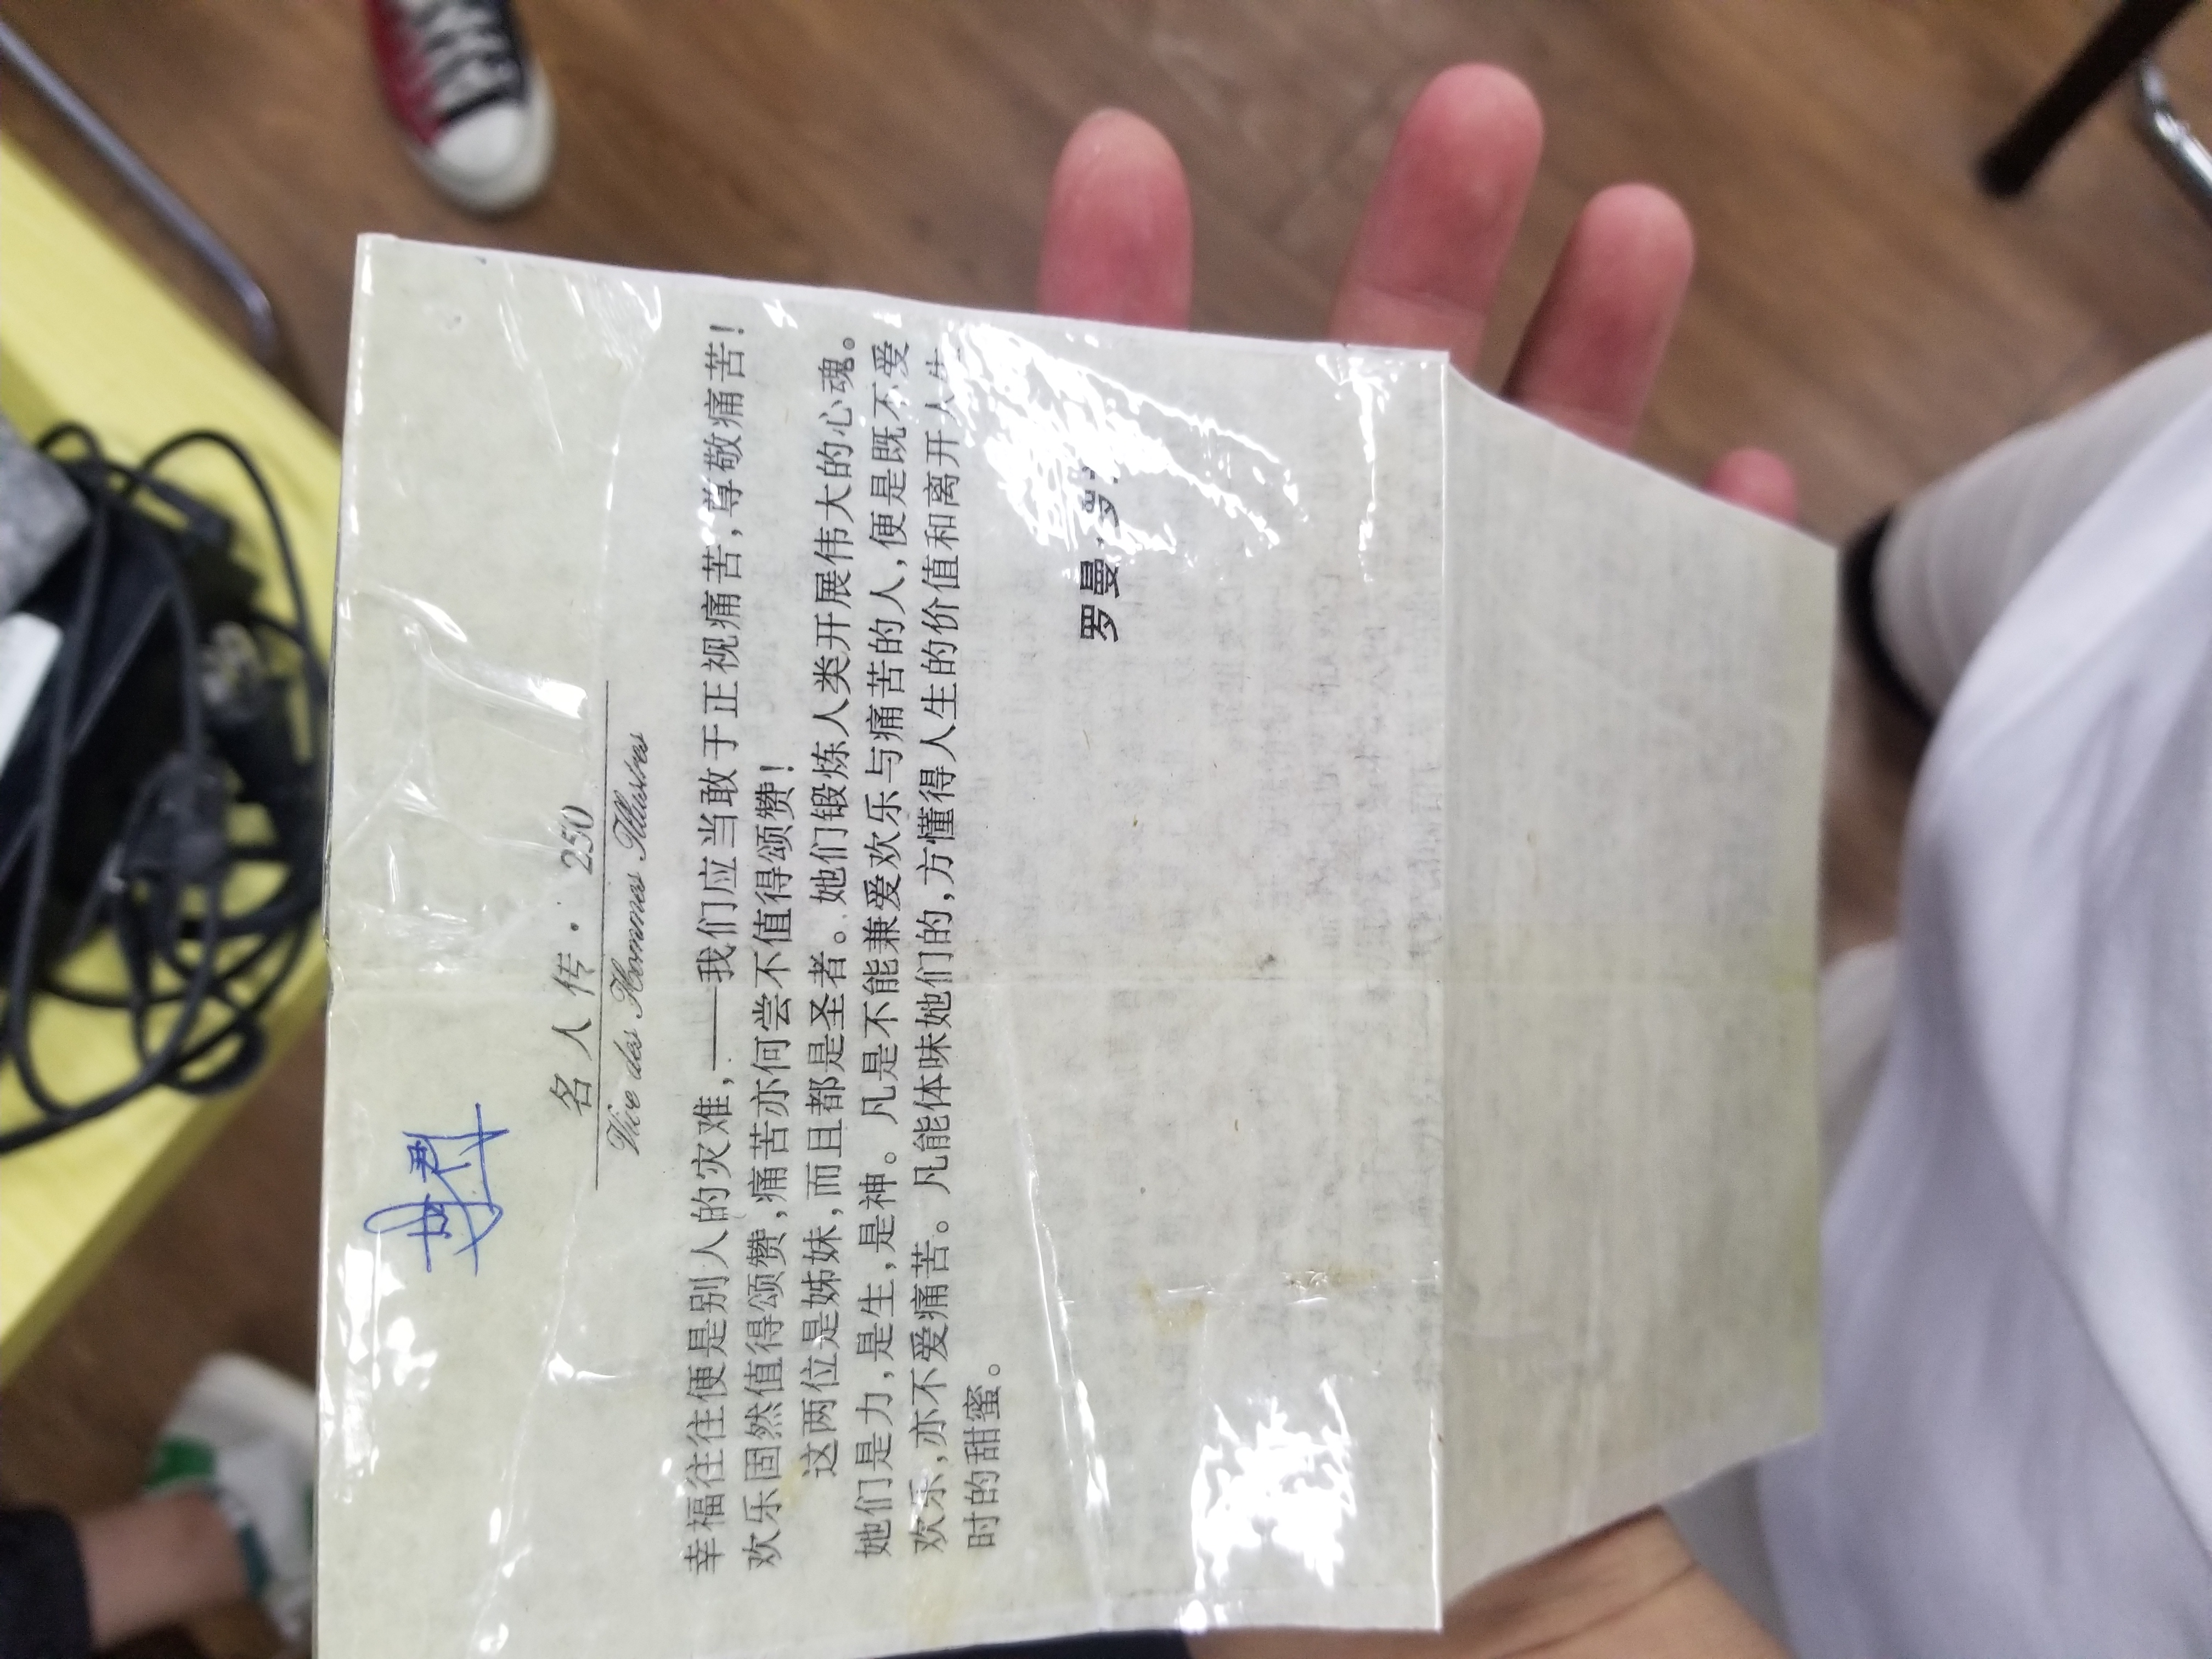 名人传·250
Vive des Hommes Illustres
幸福往往便是别人的灾难，——我们应当敢于正视痛苦，尊敬痛苦！
欢乐固然值得颂赞，痛苦亦何尝不值得颂赞！
这两位是姊妹，而且都是圣者。她们锻炼人类开展伟大的心魂。
她们是力，是生，是神。凡是不能兼爱欢乐与痛苦的人，便是既不爱
欢乐，亦不爱痛苦。凡能体味她们的，方懂得人生的价值和离开人生
时的甜蜜。
罗曼·罗